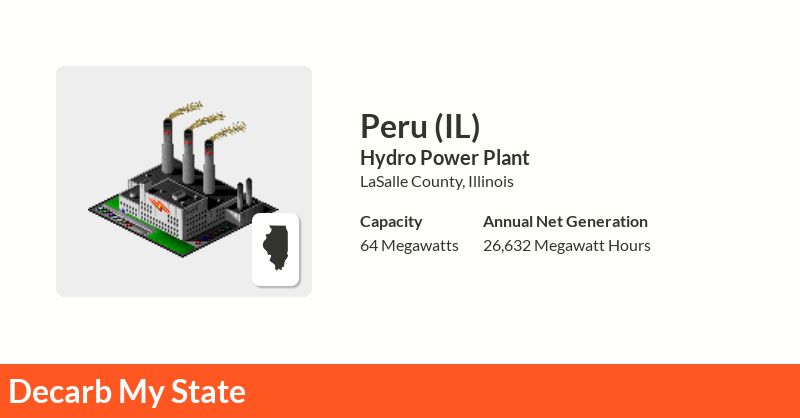 Peru (IL)
Hydro Power Plant
LaSalle County, Illinois
Capacity
64 Megawatts
Annual Net Generation
26,632 Megawatt Hours
Decarb My State